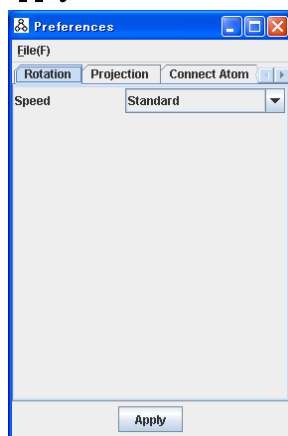 Preferences
File(F)
Rotation Projection Connect Atom
Speed Standard
Apply